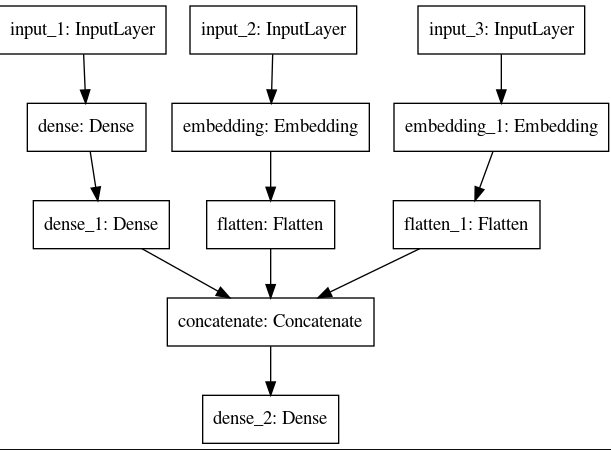 input_1: InputLayer
input_2: InputLayer
input_3: InputLayer
dense: Dense
embedding: Embedding
embedding_1: Embedding
dense_1: Dense
flatten: Flatten
flatten_1: Flatten
concatenate: Concatenate
dense_2: Dense